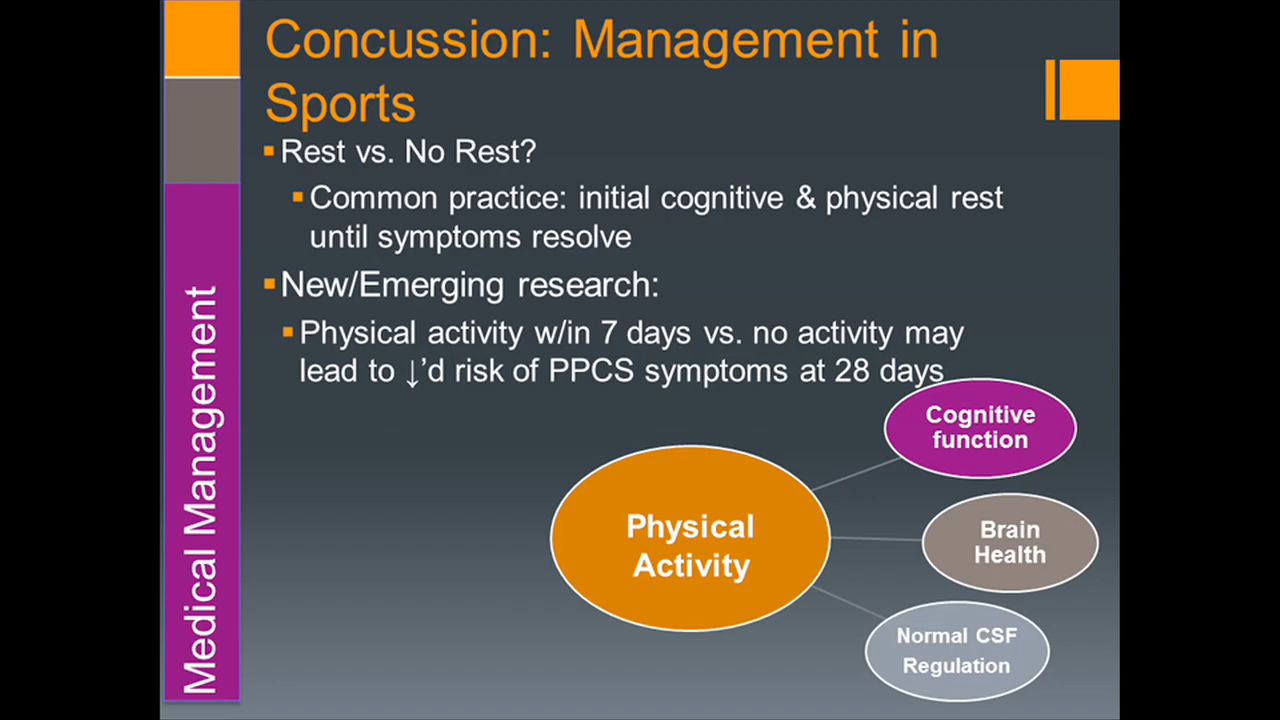 Concussion: Management in
Sports
Rest vs. No Rest?
Common practice: initial cognitive & physical rest
until symptoms resolve
New/Emerging research:
Physical activity w/in 7 days vs. no activity may
lead to ↓’d risk of PPCS symptoms at 28 days
Medical Management
Physical
Activity
Cognitive
function
Brain
Health
Normal CSF
Regulation